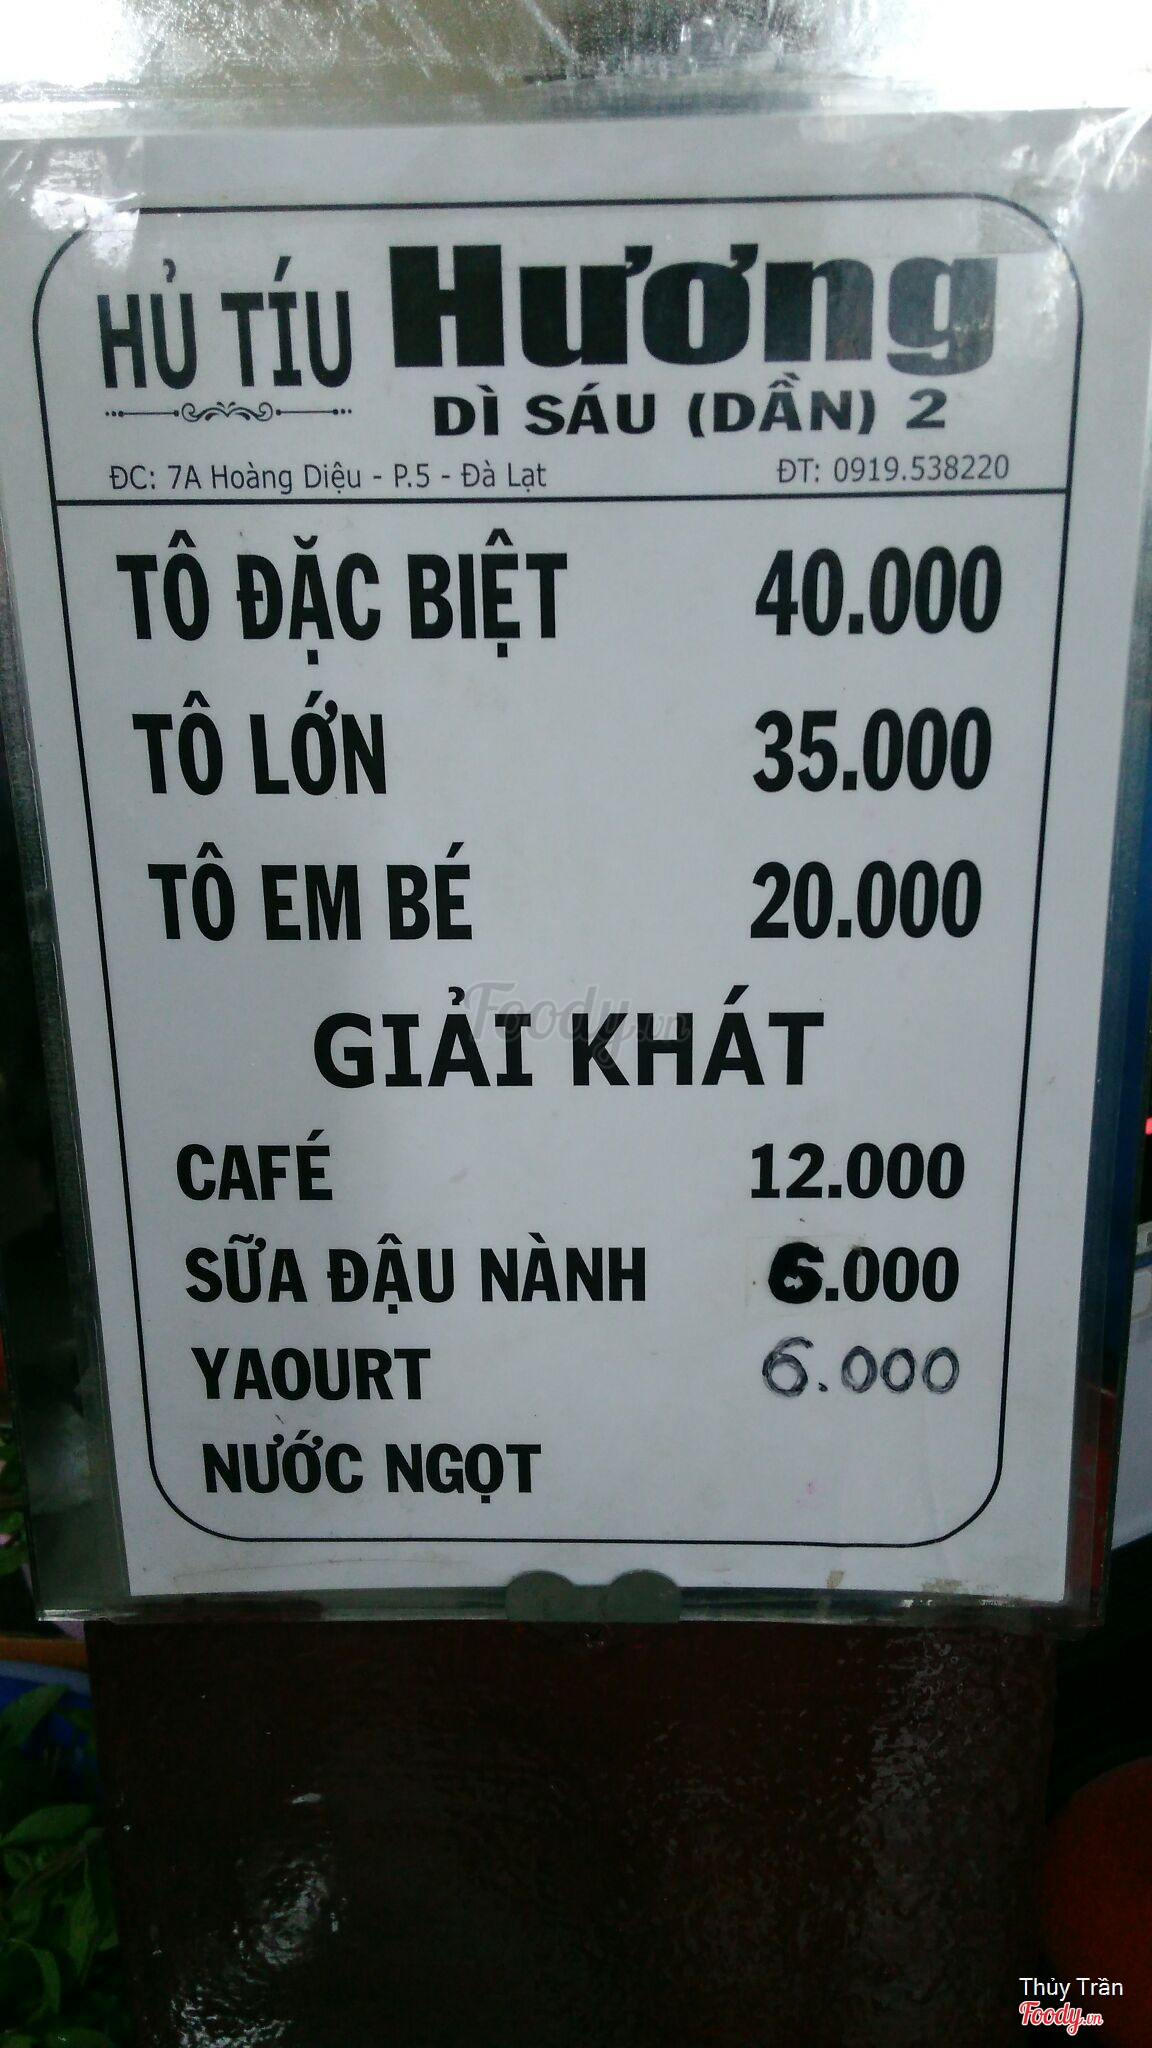 HỦ TÍU Hương
DÌ SÁU (DẦN) 2
ĐC: 7A Hoàng Diệu - P.5 - Đà Lạt ĐT: 0919.538220
TÔ ĐẶC BIỆT 40.000
TÔ LỚN 35.000
TÔ EM BÉ 20.000
Foody.vn
GIẢI KHÁT
CAFÉ 12.000
SỮA ĐẬU NÀNH 6.000
YAOURT 6.000
NƯỚC NGỌT
Thủy Trần
Foody.vn